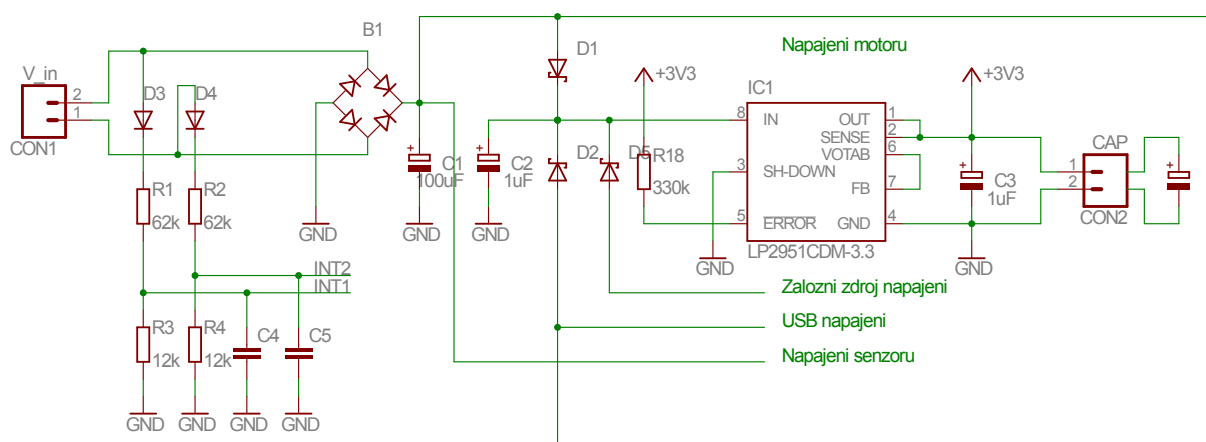 V_in
2
1
CON1
D3
D4
B1
R1
62k
R2
62k
INT2
INT1
R3
12k
R4
12k
C4
C5
GND
GND
GND
GND
GND
+
C1
100uF
GND
+
C2
1uF
GND
D1
D2
D5
+3V3
R18
330k
Napajeni motoru
IC1
8
IN
OUT
1
SENSE
2
VOTAB
6
3
SH-DOWN
FB
7
5
ERROR
GND
4
LP2951CDM-3.3
GND
+3V3
+
C3
1uF
GND
CAP
1
2
CON2
+
Zalozni zdroj napajeni
USB napajeni
Napajeni senzoru